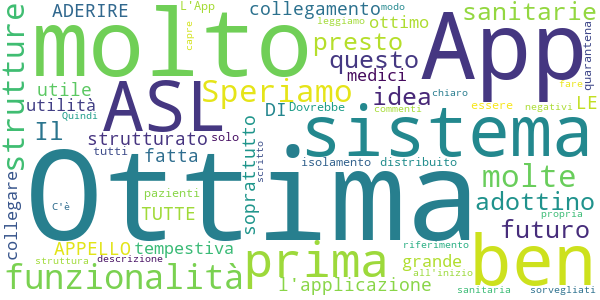 ADERIRE
L'App
collegamento
modo
sanitarie
molto
leggiamo
ottimo
App
strutture
capre
presto
questo
quarantena
utile
ASL
Speriamo
medici
idea
chiaro
fare
utilità
DI
Dovrebbe
essere
negativi
LE
Quindi
commenti
Il
strutturato
solo
sistema
tutti
fatta
soprattutto
scritto
isolamento
distribuito
collegare
Ottima
pazienti
molte
C'è
TUTTE
adottino
propria
futuro
APPELLO
tempestiva
prima
grande
riferimento
ben
struttura
descrizione
all'inizio
funzionalità
l'applicazione
sanitaria
sorvegliati